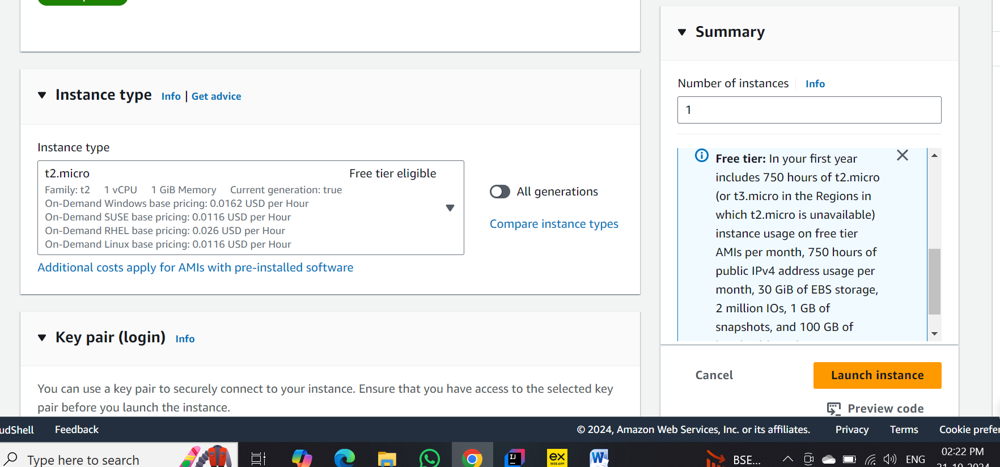 Instance type Info | Get advice
Instance type
t2.micro Free tier eligible
Family: t2 1 vCPU 1 GiB Memory Current generation: true
On-Demand Windows base pricing: 0.0162 USD per Hour
On-Demand SUSE base pricing: 0.0116 USD per Hour
On-Demand RHEL base pricing: 0.026 USD per Hour
On-Demand Linux base pricing: 0.0116 USD per Hour
All generations
Compare instance types
Additional costs apply for AMIs with pre-installed software
Key pair (login) Info
You can use a key pair to securely connect to your instance. Ensure that you have access to the selected key
pair before you launch the instance.
Summary
Number of instances Info
1
Free tier: In your first year
includes 750 hours of t2.micro
(or t3.micro in the Regions in
which t2.micro is unavailable)
instance usage on free tier
AMIs per month, 750 hours of
public IPv4 address usage per
month, 30 GiB of EBS storage,
2 million IOs, 1 GB of
snapshots, and 100 GB of
Cancel
Launch instance
Preview code
udShell Feedback © 2024, Amazon Web Services, Inc. or its affiliates. Privacy Terms Cookie prefer
Type here to search
IJ
ex
WEB APP
W
BSE...
ENG
02:22 PM
21-10-2024